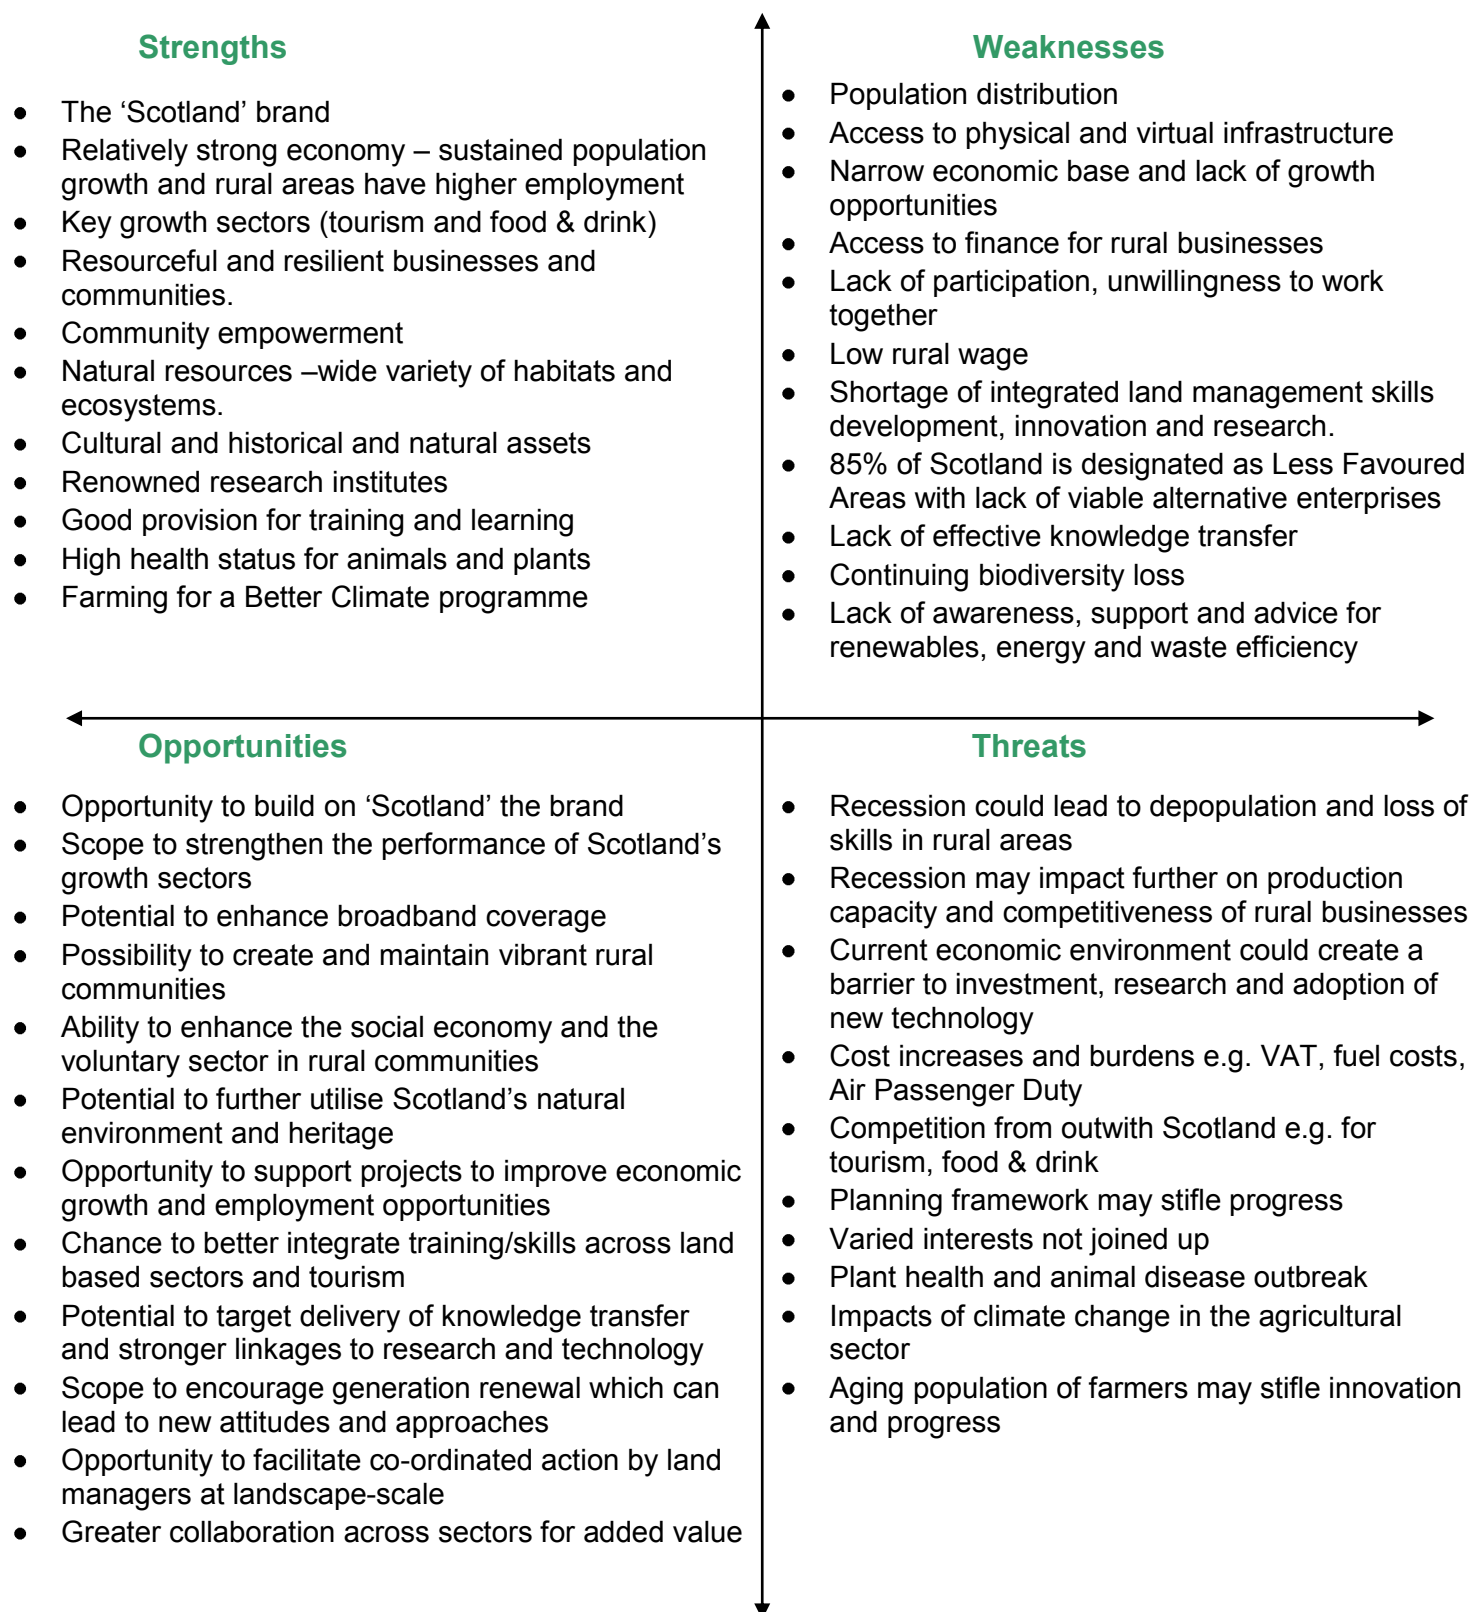 Strengths
• The ‘Scotland’ brand
• Relatively strong economy – sustained population
growth and rural areas have higher employment
• Key growth sectors (tourism and food & drink)
• Resourceful and resilient businesses and
communities.
• Community empowerment
• Natural resources –wide variety of habitats and
ecosystems.
• Cultural and historical and natural assets
• Renowned research institutes
• Good provision for training and learning
• High health status for animals and plants
• Farming for a Better Climate programme
Weaknesses
• Population distribution
• Access to physical and virtual infrastructure
• Narrow economic base and lack of growth
opportunities
• Access to finance for rural businesses
• Lack of participation, unwillingness to work
together
• Low rural wage
• Shortage of integrated land management skills
development, innovation and research.
• 85% of Scotland is designated as Less Favoured
Areas with lack of viable alternative enterprises
• Lack of effective knowledge transfer
• Continuing biodiversity loss
• Lack of awareness, support and advice for
renewables, energy and waste efficiency
Opportunities
• Opportunity to build on ‘Scotland’ the brand
• Scope to strengthen the performance of Scotland’s
growth sectors
• Potential to enhance broadband coverage
• Possibility to create and maintain vibrant rural
communities
• Ability to enhance the social economy and the
voluntary sector in rural communities
• Potential to further utilise Scotland’s natural
environment and heritage
• Opportunity to support projects to improve economic
growth and employment opportunities
• Chance to better integrate training/skills across land
based sectors and tourism
• Potential to target delivery of knowledge transfer
and stronger linkages to research and technology
• Scope to encourage generation renewal which can
lead to new attitudes and approaches
• Opportunity to facilitate co-ordinated action by land
managers at landscape-scale
• Greater collaboration across sectors for added value
Threats
• Recession could lead to depopulation and loss of
skills in rural areas
• Recession may impact further on production
capacity and competitiveness of rural businesses
• Current economic environment could create a
barrier to investment, research and adoption of
new technology
• Cost increases and burdens e.g. VAT, fuel costs,
Air Passenger Duty
• Competition from outwith Scotland e.g. for
tourism, food & drink
• Planning framework may stifle progress
• Varied interests not joined up
• Plant health and animal disease outbreak
• Impacts of climate change in the agricultural
sector
• Aging population of farmers may stifle innovation
and progress